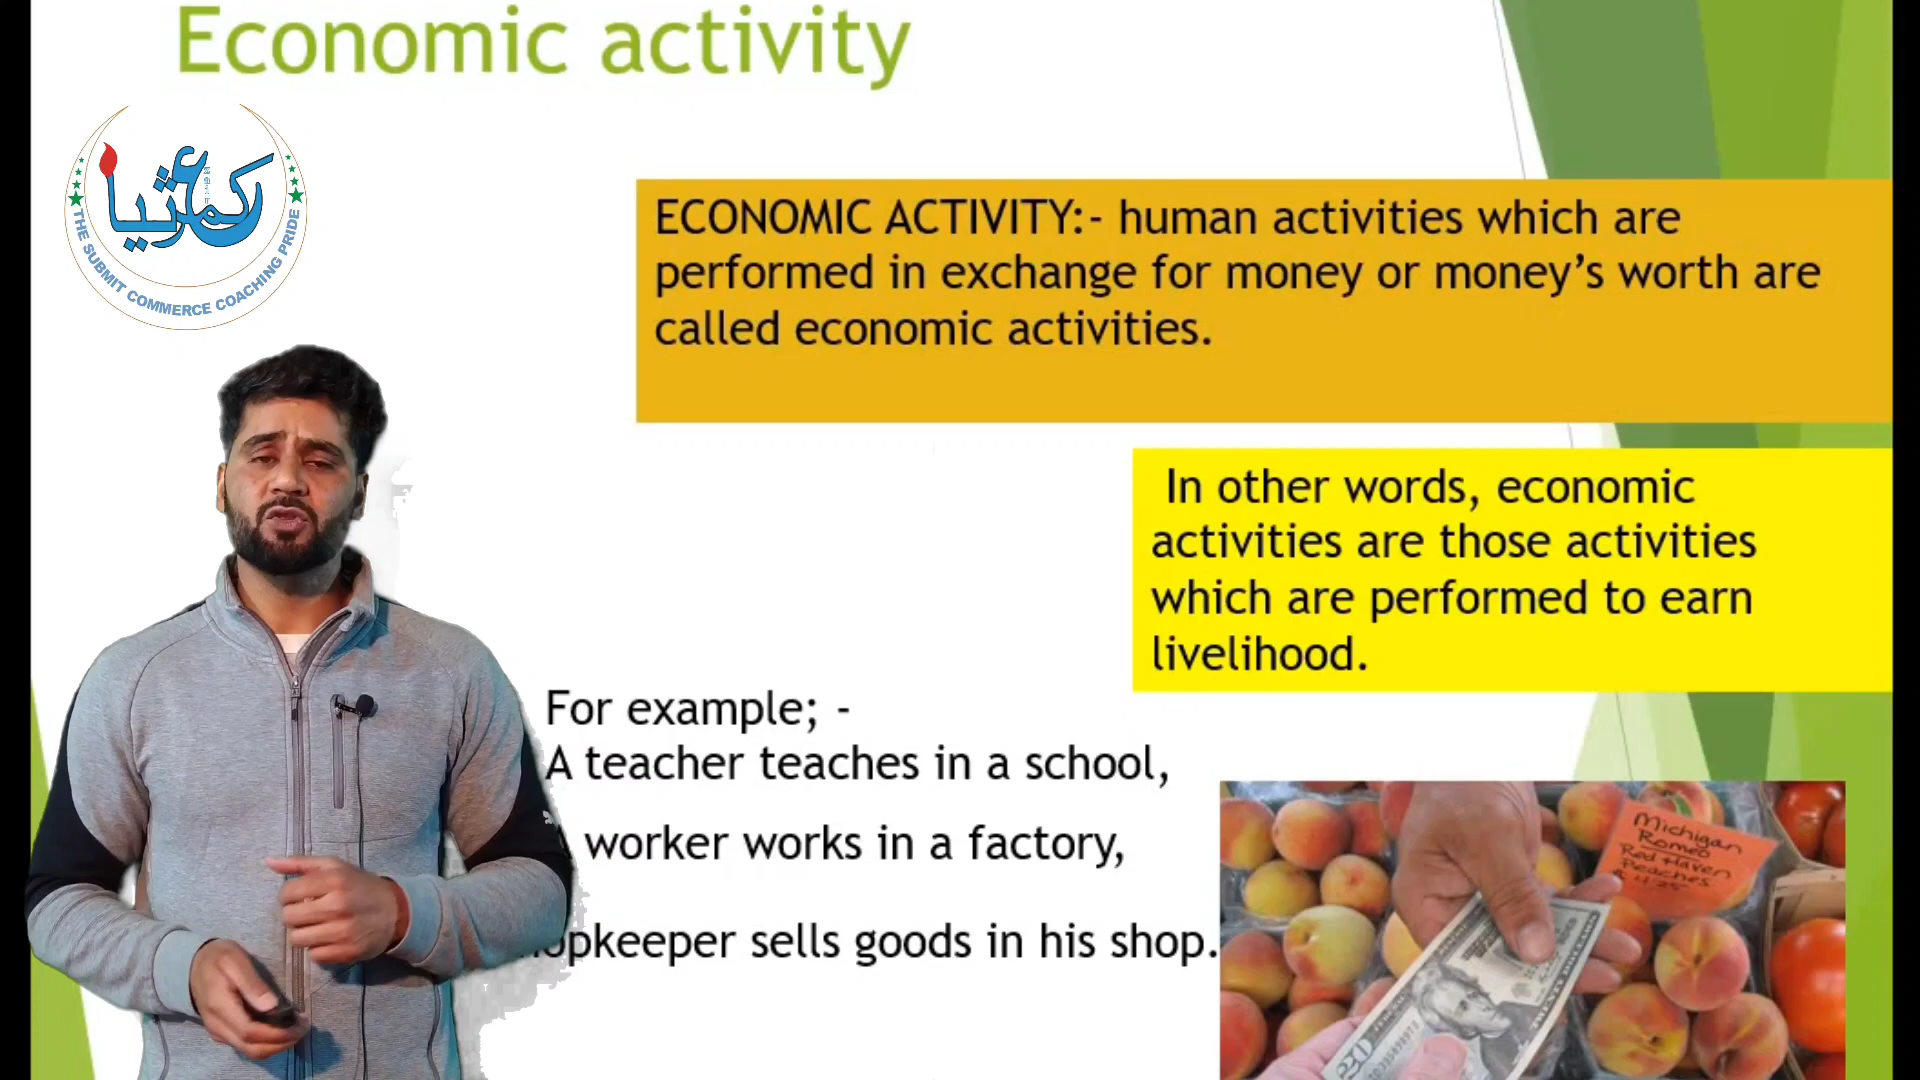 Economic activity
THE SUBMIT COMMERCE COACHING PRIDE
ECONOMIC ACTIVITY:- human activities which are
performed in exchange for money or money’s worth are
called economic activities.
In other words, economic
activities are those activities
which are performed to earn
livelihood.
For example; -
A teacher teaches in a school,
worker works in a factory,
opkeeper sells goods in his shop.
Michigan
Romeo
Red Haven
Peaches